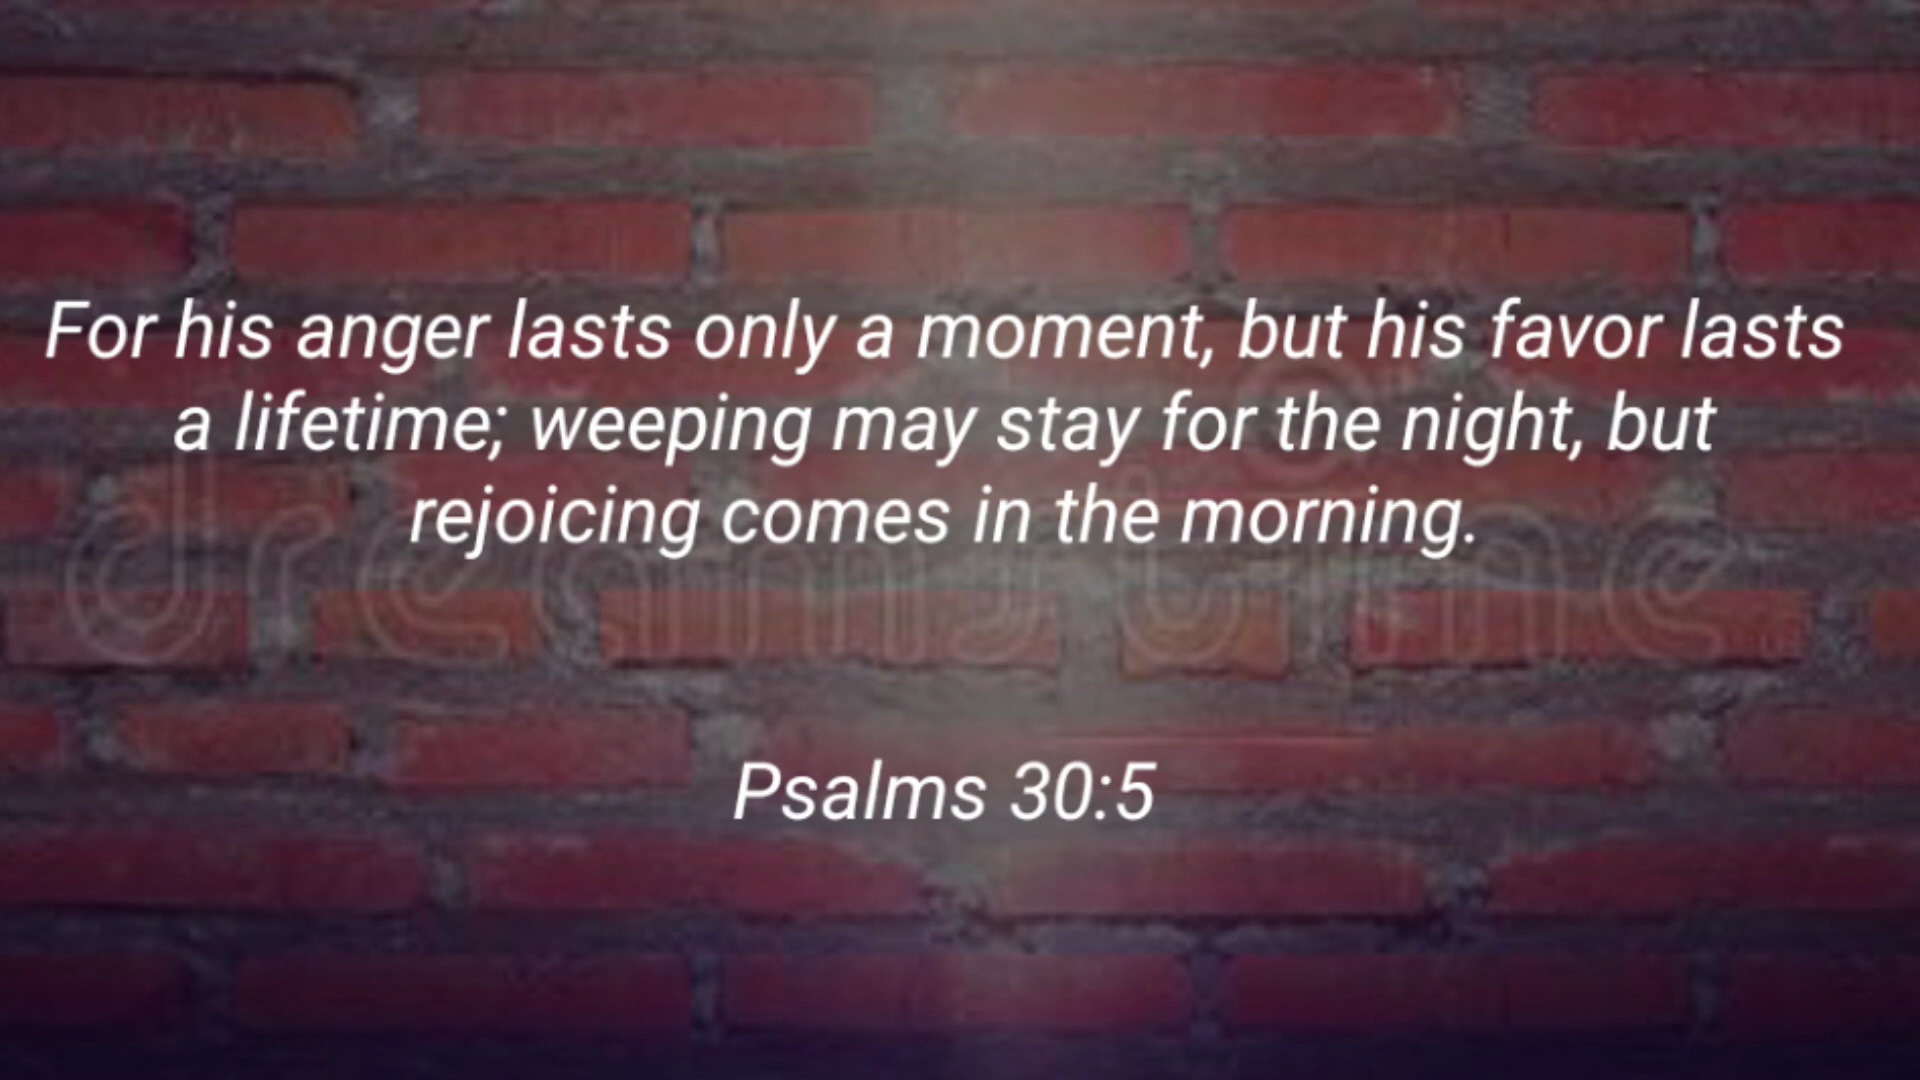 For his anger lasts only a moment, but his favor lasts
a lifetime; weeping may stay for the night, but
rejoicing comes in the morning.
Psalms 30:5
dreamstime